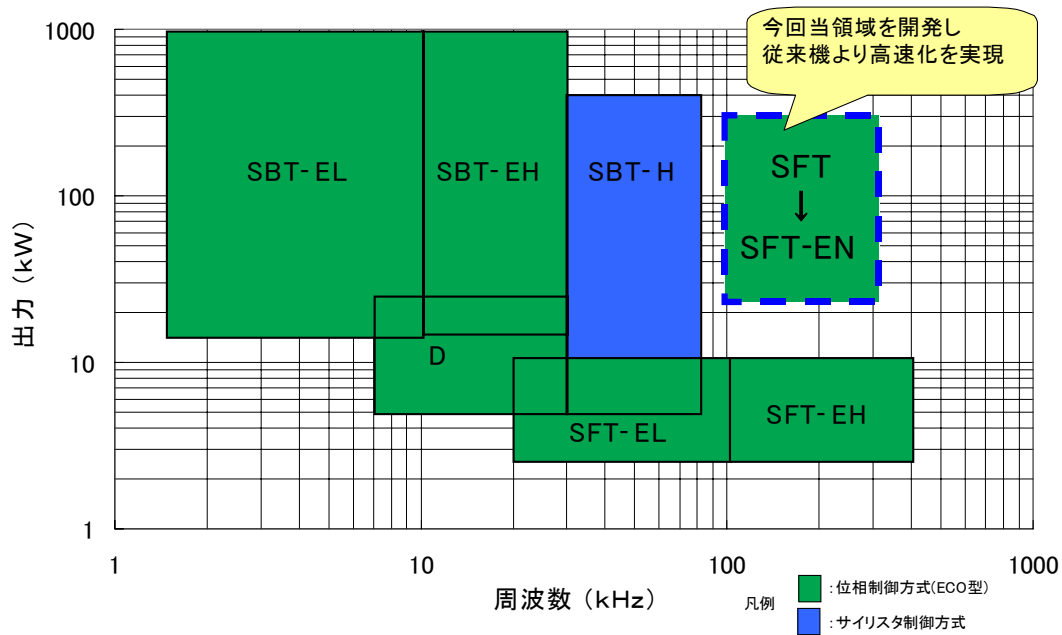 今回当領域を開発し
従来機より高速化を実現
1000
100
10
1
出力(kW)
SBT-EL
SBT-EH
SBT-H
SFT
↓
SFT-EN
D
SFT-EL
SFT-EH
1
10
100
1000
周波数(kHz)
凡例
:位相制御方式(ECO型)
:サイリスタ制御方式